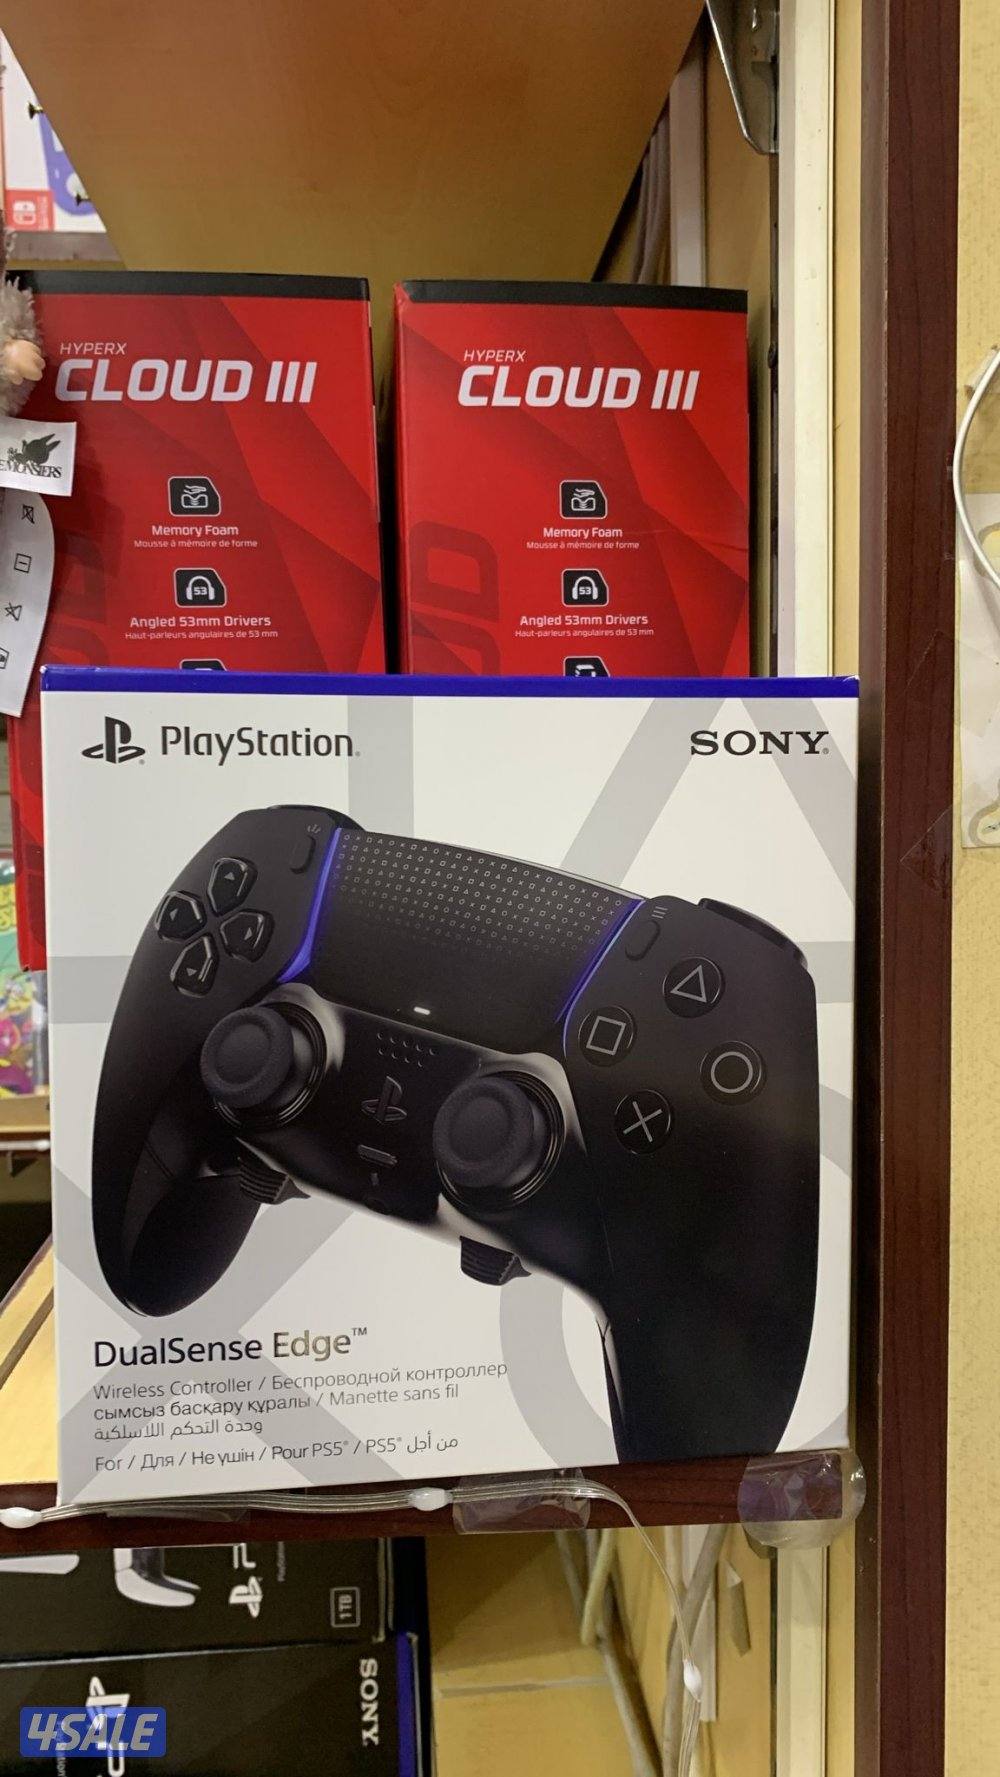 HYPERX
CLOUD III
Memory Foam
Mousse à mémoire de forme
53
Angled 53mm Drivers
Haut-parleurs angulaires de 53 mm
HYPERX
CLOUD III
Memory Foam
Mousse à mémoire de forme
53
Angled 53mm Drivers
Haut-parleurs angulaires de 53 mm
PlayStation®
SONY®
DualSense Edge™
Wireless Controller / Беспроводной контроллер
сымсыз басқару құралы / Manette sans fil
وحدة التحكم اللاسلكية
For / Для / Не үшін / Pour PS5® / PS5® من أجل
1TB
SONY
4SALE